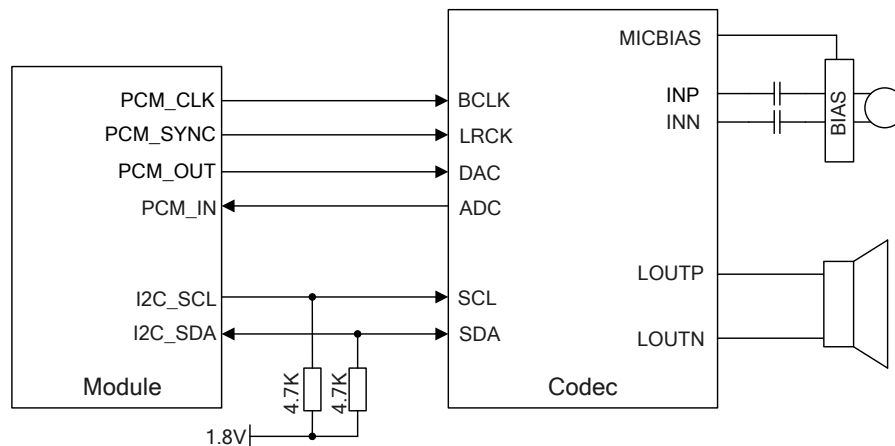 MICBIAS
PCM_CLK
BCLK
INP
PCM_SYNC
LRCK
INN
BIAS
PCM_OUT
DAC
PCM_IN
ADC
LOUTP
I2C_SCL
SCL
I2C_SDA
SDA
LOUTN
4.7K
4.7K
Module
Codec
1.8V